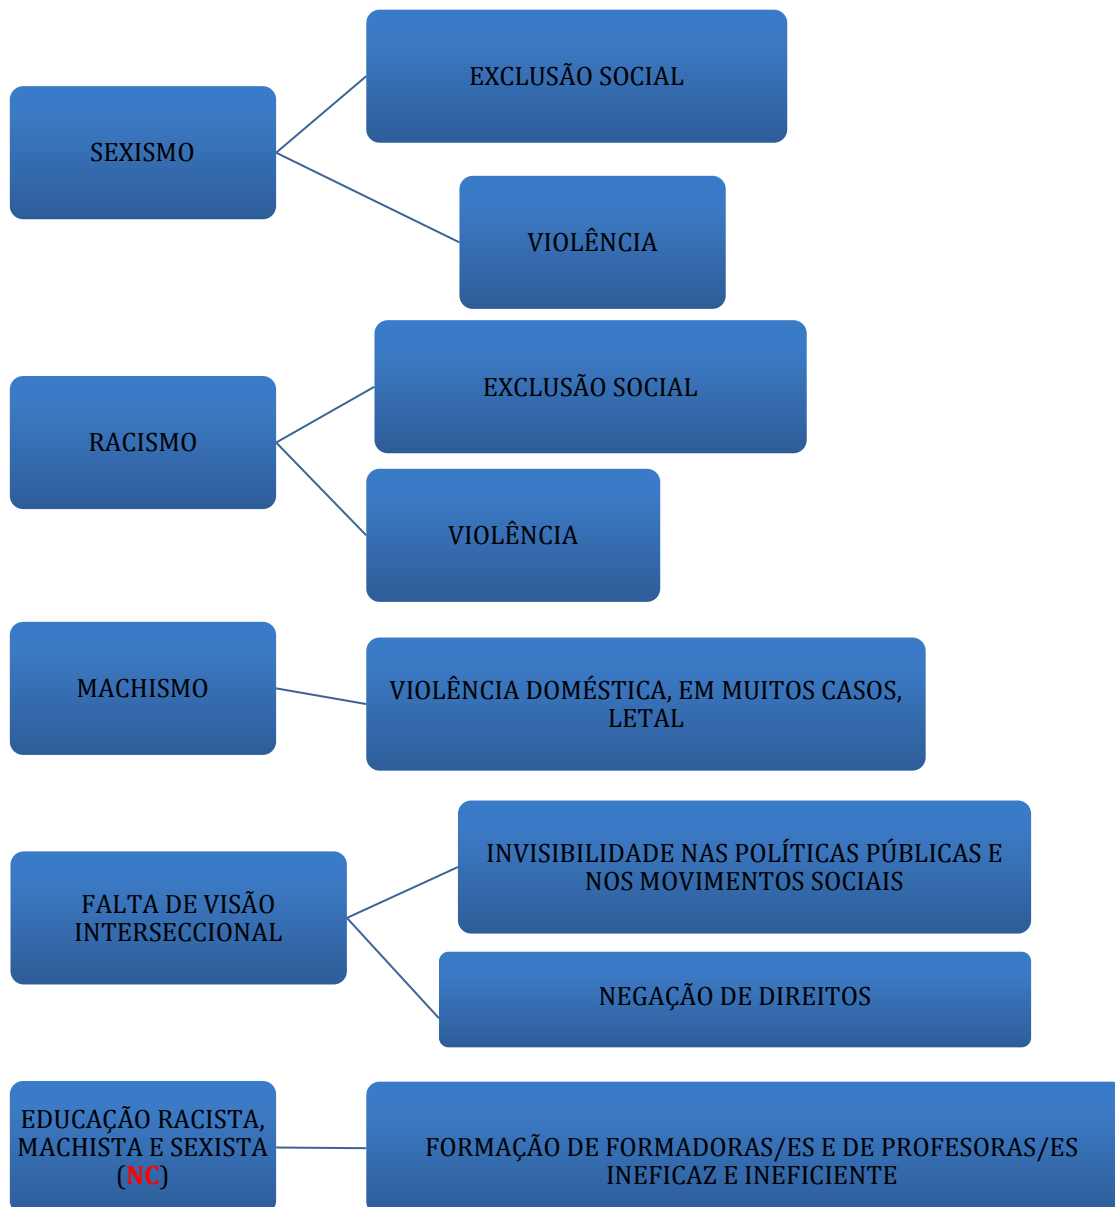 EXCLUSÃO SOCIAL
SEXISMO
VIOLÊNCIA
EXCLUSÃO SOCIAL
RACISMO
VIOLÊNCIA
MACHISMO
VIOLÊNCIA DOMÉSTICA, EM MUITOS CASOS,
LETAL
INVISIBILIDADE NAS POLÍTICAS PÚBLICAS E
NOS MOVIMENTOS SOCIAIS
FALTA DE VISÃO
INTERSECCIONAL
NEGAÇÃO DE DIREITOS
EDUCAÇÃO RACISTA,
MACHISTA E SEXISTA
(NC)
FORMAÇÃO DE FORMADORAS/ES E DE PROFESORAS/ES
INEFICAZ E INEFICIENTE